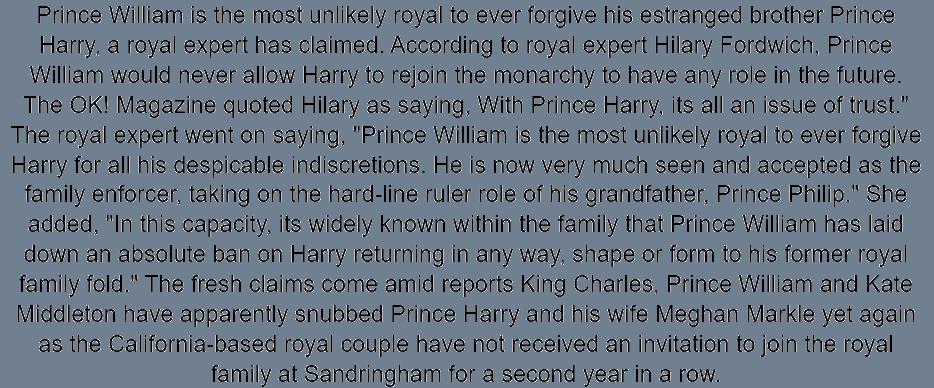 Prince William is the most unlikely royal to ever forgive his estranged brother Prince
Harry, a royal expert has claimed. According to royal expert Hilary Fordwich, Prince
William would never allow Harry to rejoin the monarchy to have any role in the future.
The OK! Magazine quoted Hilary as saying, With Prince Harry, its all an issue of trust."
The royal expert went on saying, "Prince William is the most unlikely royal to ever forgive
Harry for all his despicable indiscretions. He is now very much seen and accepted as the
family enforcer, taking on the hard-line ruler role of his grandfather, Prince Philip." She
added, "In this capacity, its widely known within the family that Prince William has laid
down an absolute ban on Harry returning in any way, shape or form to his former royal
family fold." The fresh claims come amid reports King Charles, Prince William and Kate
Middleton have apparently snubbed Prince Harry and his wife Meghan Markle yet again
as the California-based royal couple have not received an invitation to join the royal
family at Sandringham for a second year in a row.